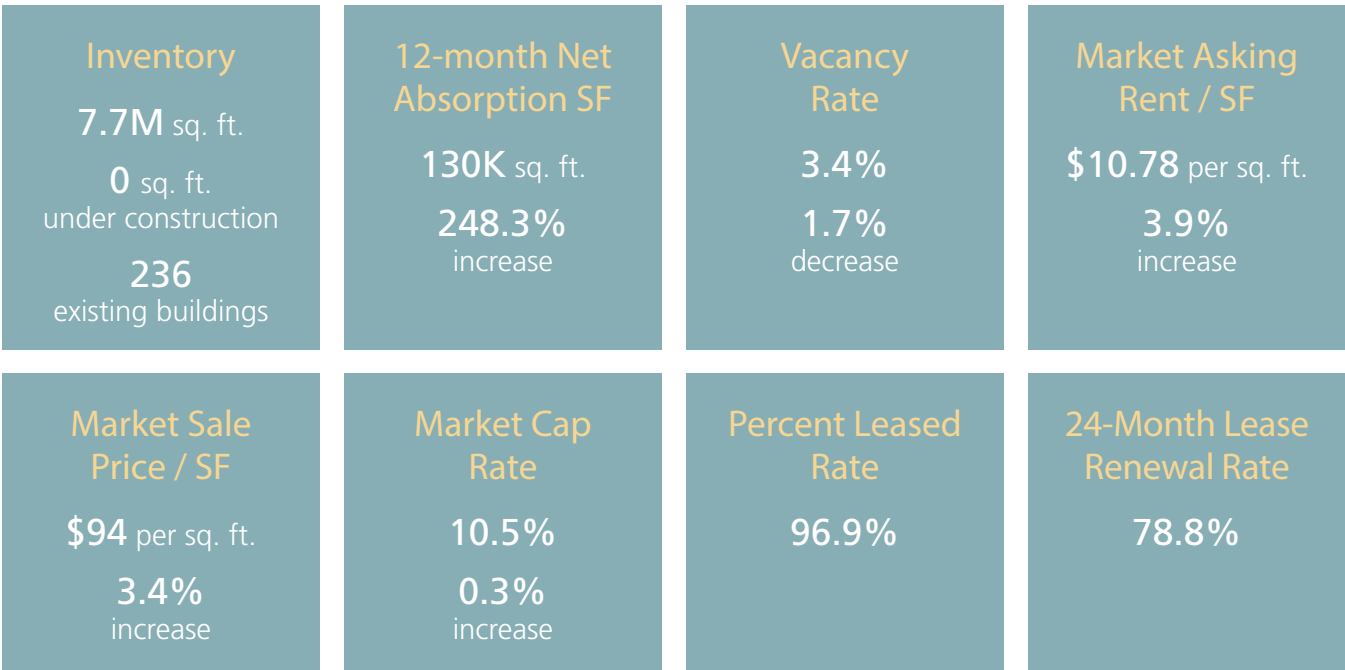 Inventory
7.7M sq. ft.
0 sq. ft.
under construction
236
existing buildings
12-month Net
Absorption SF
130K sq. ft.
248.3%
increase
Vacancy
Rate
3.4%
1.7%
decrease
Market Asking
Rent / SF
$10.78 per sq. ft.
3.9%
increase
Market Sale
Price / SF
$94 per sq. ft.
3.4%
increase
Market Cap
Rate
10.5%
0.3%
increase
Percent Leased
Rate
96.9%
24-Month Lease
Renewal Rate
78.8%